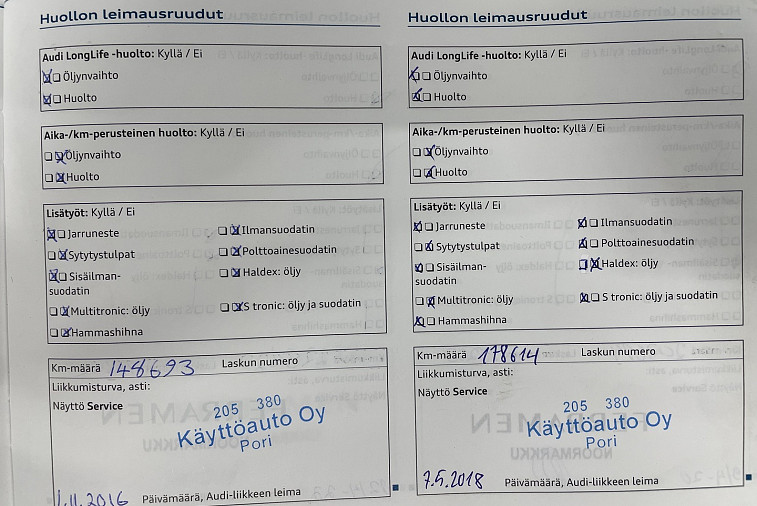 Huollon leimausruudut
Audi LongLife -huolto: Kyllä / Ei
Öljynvaihto
Huolto
Aika-/km-perusteinen huolto: Kyllä / Ei
Öljynvaihto
Huolto
Lisätyöt: Kyllä / Ei
Jarruneste
Ilmansuodatin
Sytytystulpat
Polttoainesuodatin
Sisäilman-
suodatin
Haldex: öljy
Multitronic: öljy
S tronic: öljy ja suodatin
Hammashihna
Km-määrä 148693 Laskun numero
Liikkumisturva, asti:
Näyttö Service
205 380
Käyttöauto Oy
Pori
1.11.2016 Päivämäärä, Audi-liikkeen leima
Huollon leimausruudut
Audi LongLife -huolto: Kyllä / Ei
Öljynvaihto
Huolto
Aika-/km-perusteinen huolto: Kyllä / Ei
Öljynvaihto
Huolto
Lisätyöt: Kyllä / Ei
Jarruneste
Ilmansuodatin
Sytytystulpat
Polttoainesuodatin
Sisäilman-
suodatin
Haldex: öljy
Multitronic: öljy
S tronic: öljy ja suodatin
Hammashihna
Km-määrä 178614 Laskun numero
Liikkumisturva, asti:
Näyttö Service
205 380
Käyttöauto Oy
Pori
7.5.2018 Päivämäärä, Audi-liikkeen leima